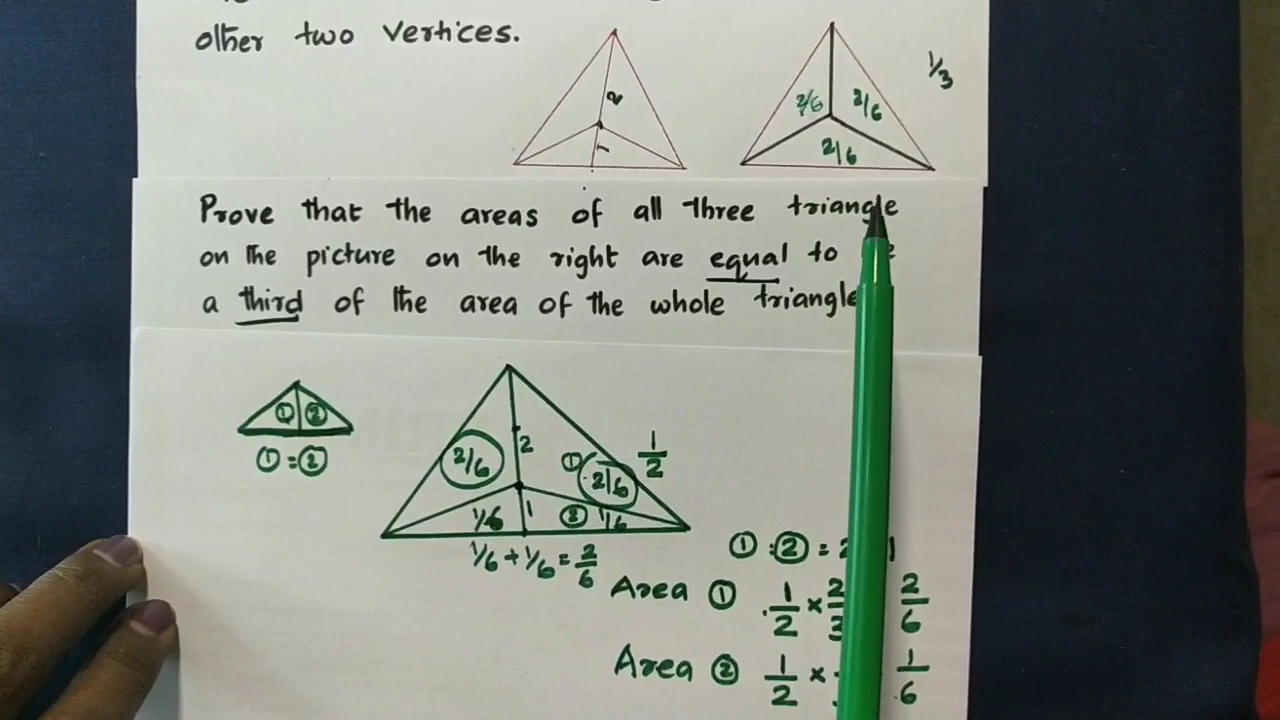 other two vertices.
2
1
2/6
2/6
2/6
1/3
Prove that the areas of all three triangle
on the picture on the right are equal to
a third of the area of the whole triangle
① ②
① = ②
2/6
2
① 2/6
1/2
1/6
1
② 1/6
1/6 + 1/6 = 2/6
① : ② = 2 1
Area ① 1/2 × 2/3 2/6
Area ② 1/2 × 1/6